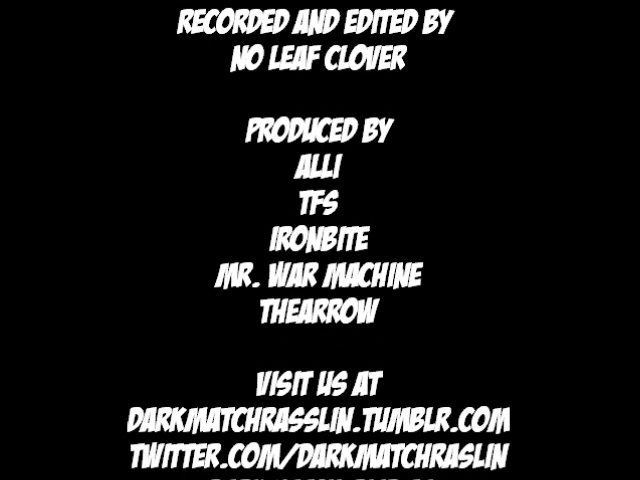 RECORDED AND EDITED BY
NO LEAF CLOVER
PRODUCED BY
ALLI
TFS
IRONBITE
MR. WAR MACHINE
THEARROW
VISIT US AT
DARKMATCHRASSLIN.TUMBLR.COM
TWITTER.COM/DARKMATCHRASLIN